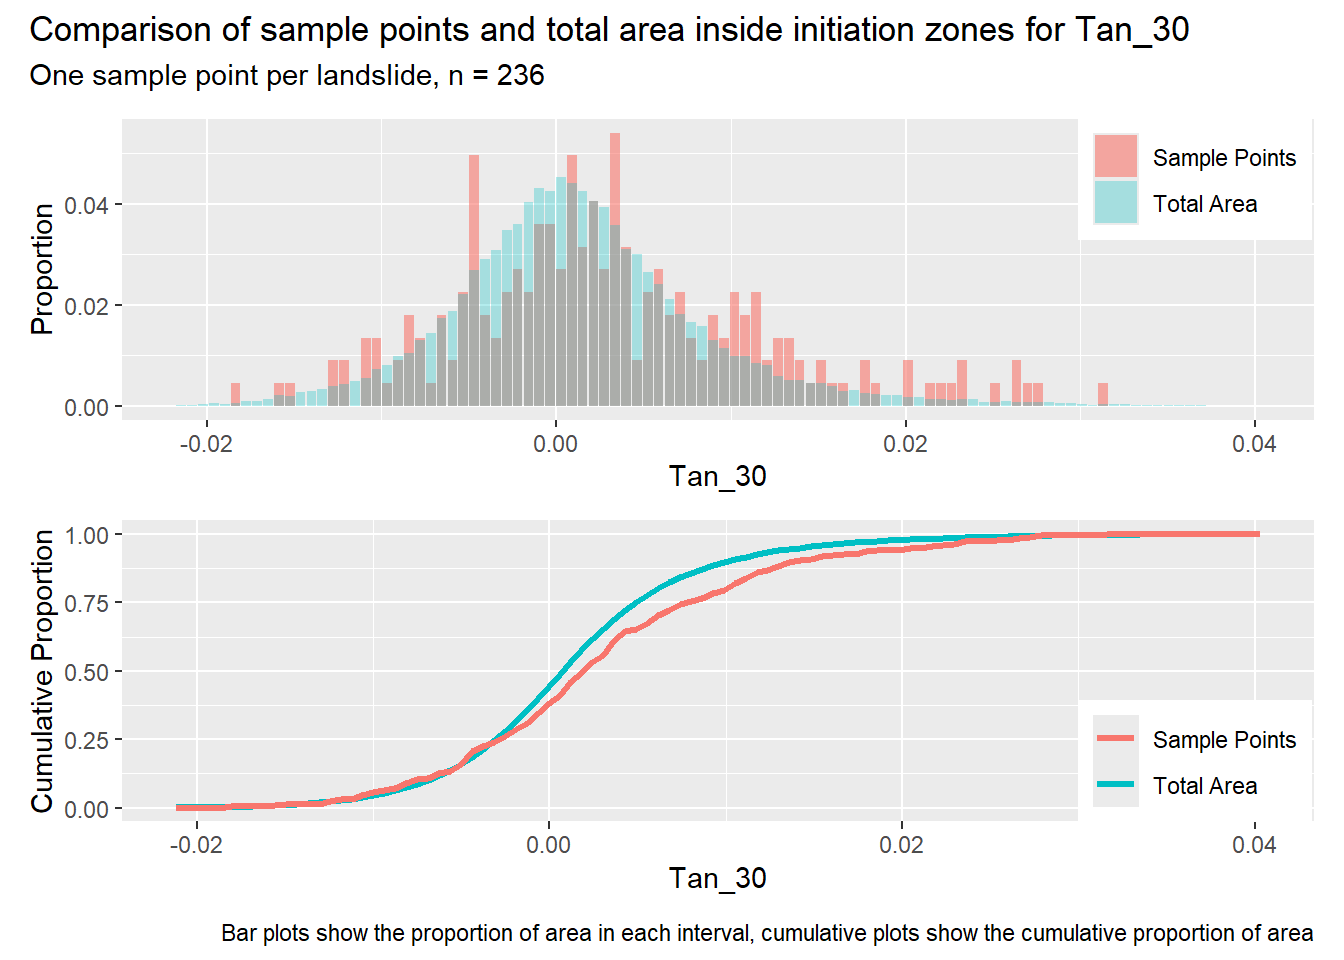 Comparison of sample points and total area inside initiation zones for Tan_30
One sample point per landslide, n = 236
Proportion
0.04
0.02
0.00
Sample Points
Total Area
-0.02
0.00
0.02
0.04
Tan_30
Cumulative Proportion
1.00
0.75
0.50
0.25
0.00
Sample Points
Total Area
-0.02
0.00
0.02
0.04
Tan_30
Bar plots show the proportion of area in each interval, cumulative plots show the cumulative proportion of area